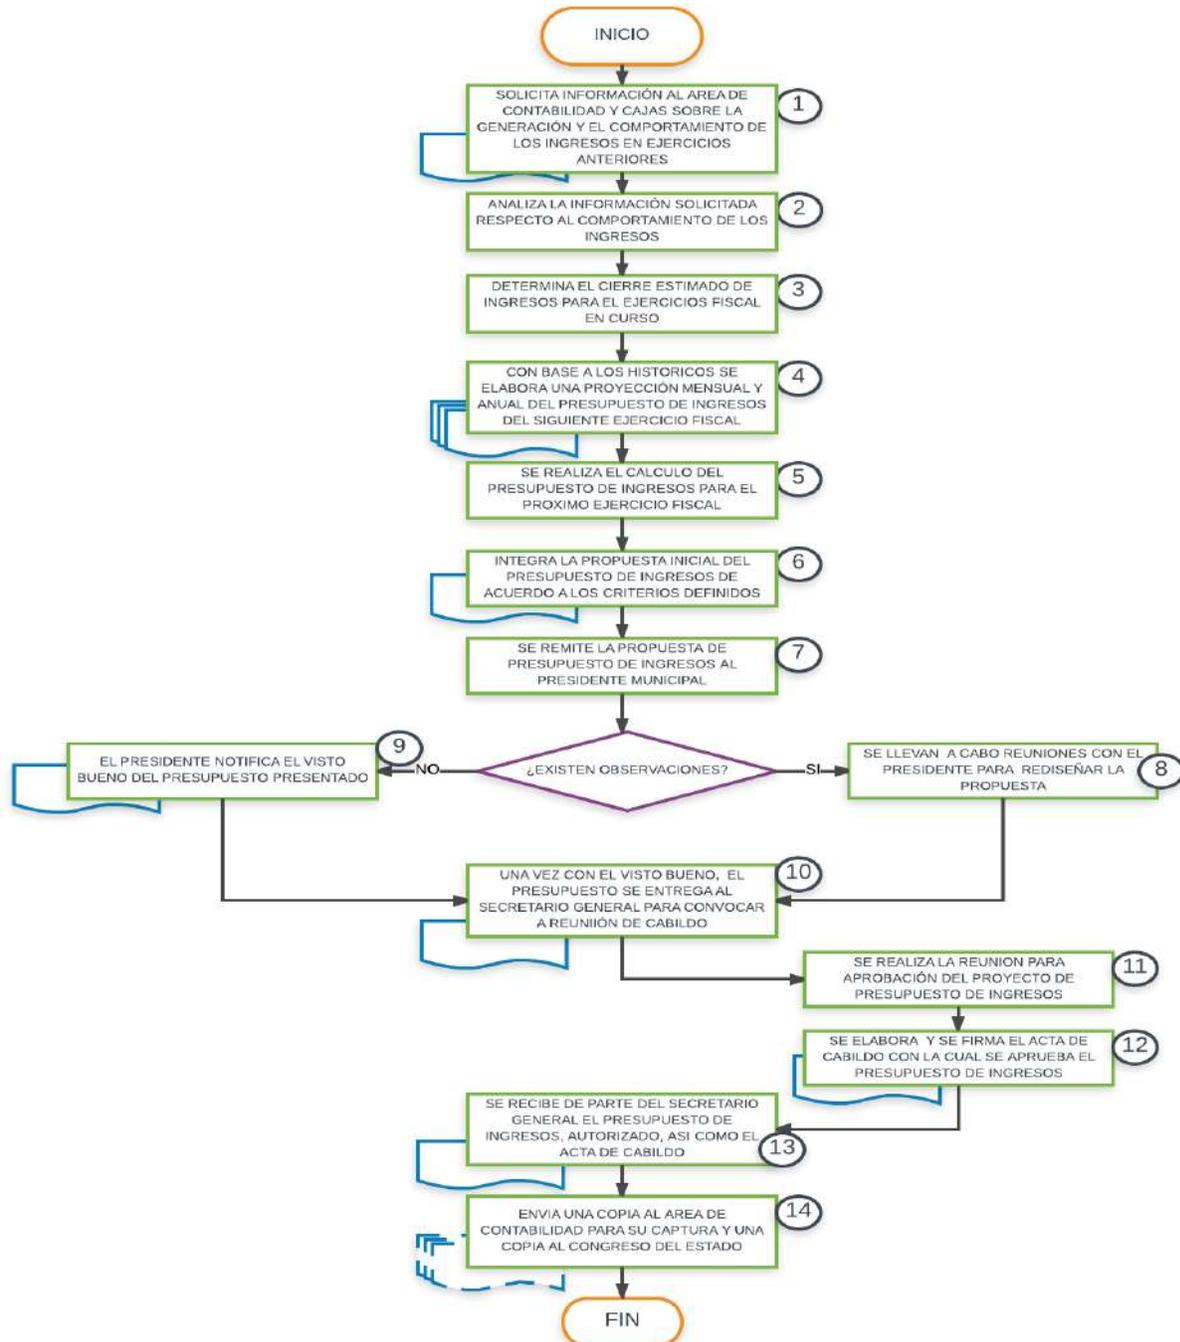 INICIO
SOLICITA INFORMACIÓN AL AREA DE
CONTABILIDAD Y CAJAS SOBRE LA
GENERACIÓN Y EL COMPORTAMIENTO DE
LOS INGRESOS EN EJERCICIOS
ANTERIORES
1
ANALIZA LA INFORMACIÓN SOLICITADA
RESPECTO AL COMPORTAMIENTO DE LOS
INGRESOS
2
DETERMINA EL CIERRE ESTIMADO DE
INGRESOS PARA EL EJERCICIOS FISCAL
EN CURSO
3
CON BASE A LOS HISTORICOS SE
ELABORA UNA PROYECCIÓN MENSUAL Y
ANUAL DEL PRESUPUESTO DE INGRESOS
DEL SIGUIENTE EJERCICIO FISCAL
4
SE REALIZA EL CALCULO DEL
PRESUPUESTO DE INGRESOS PARA EL
PROXIMO EJERCICIO FISCAL
5
INTEGRA LA PROPUESTA INICIAL DEL
PRESUPUESTO DE INGRESOS DE
ACUERDO A LOS CRITERIOS DEFINIDOS
6
SE REMITE LA PROPUESTA DE
PRESUPUESTO DE INGRESOS AL
PRESIDENTE MUNICIPAL
7
¿EXISTEN OBSERVACIONES?
NO
SI
EL PRESIDENTE NOTIFICA EL VISTO
BUENO DEL PRESUPUESTO PRESENTADO
9
SE LLEVAN A CABO REUNIONES CON EL
PRESIDENTE PARA REDISEÑAR LA
PROPUESTA
8
UNA VEZ CON EL VISTO BUENO, EL
PRESUPUESTO SE ENTREGA AL
SECRETARIO GENERAL PARA CONVOCAR
A REUNIIÓN DE CABILDO
10
SE REALIZA LA REUNION PARA
APROBACIÓN DEL PROYECTO DE
PRESUPUESTO DE INGRESOS
11
SE ELABORA Y SE FIRMA EL ACTA DE
CABILDO CON LA CUAL SE APRUEBA EL
PRESUPUESTO DE INGRESOS
12
SE RECIBE DE PARTE DEL SECRETARIO
GENERAL EL PRESUPUESTO DE
INGRESOS, AUTORIZADO, ASI COMO EL
ACTA DE CABILDO
13
ENVIA UNA COPIA AL AREA DE
CONTABILIDAD PARA SU CAPTURA Y UNA
COPIA AL CONGRESO DEL ESTADO
14
FIN